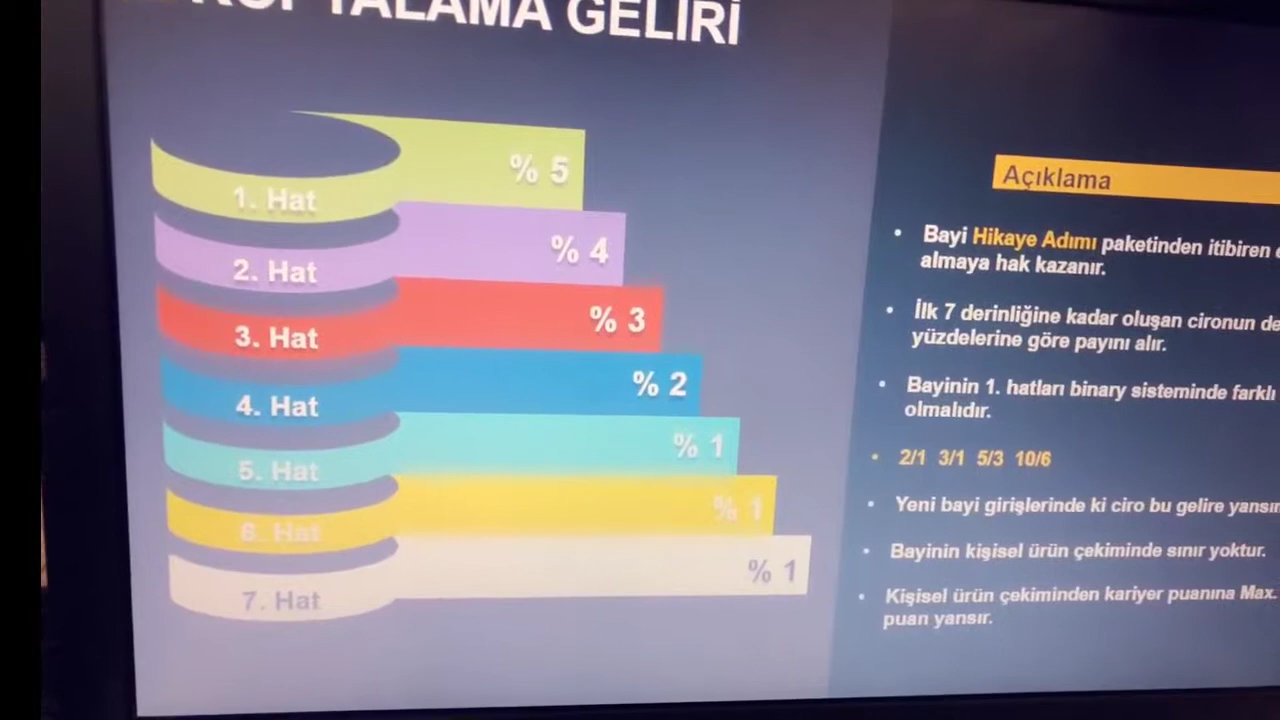 GELİRİ
1. Hat
% 5
2. Hat
% 4
3. Hat
% 3
4. Hat
% 2
5. Hat
% 1
6. Hat
% 1
7. Hat
% 1
Açıklama
• Bayi Hikaye Adımı paketinden itibiren
almaya hak kazanır.
• İlk 7 derinliğine kadar oluşan cironun
yüzdelerine göre payını alır.
• Bayinin 1. hatları binary sisteminde farklı
olmalıdır.
• 2/1 3/1 5/3 10/6
• Yeni bayi girişlerinde ki ciro bu gelire
• Bayinin kişisel ürün çekiminde sınır yoktur.
• Kişisel ürün çekiminden kariyer puanına Max.
puan yansır.